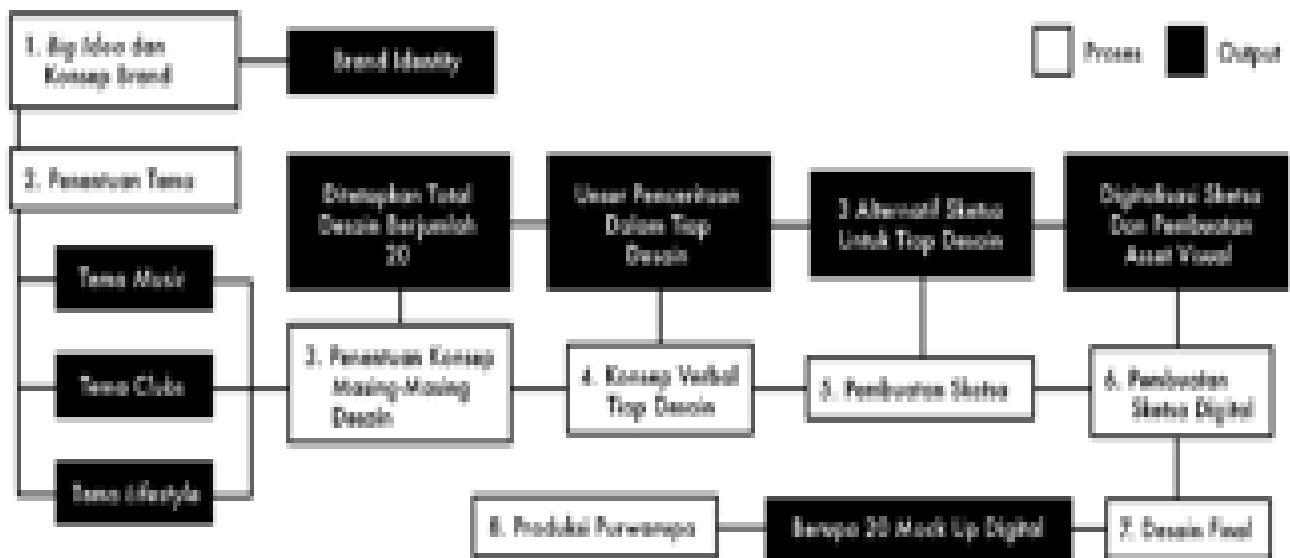 1. Big Idea dan
Konsep Brand
Brand Identity
Proses
Output
2. Penentuan Tema
Ditetapkan Total
Desain Berjumlah
20
Unsur Penceritaan
Dalam Tiap
Desain
3 Alternatif Sketsa
Untuk Tiap Desain
Digitalisasi Sketsa
Dan Pembuatan
Asset Visual
Tema Music
Tema Clubs
Tema Lifestyle
3. Penentuan Konsep
Masing-Masing
Desain
4. Konsep Verbal
Tiap Desain
5. Pembuatan Sketsa
6. Pembuatan
Sketsa Digital
8. Produksi Purwarupa
Berupa 20 Mock Up Digital
7. Desain Final